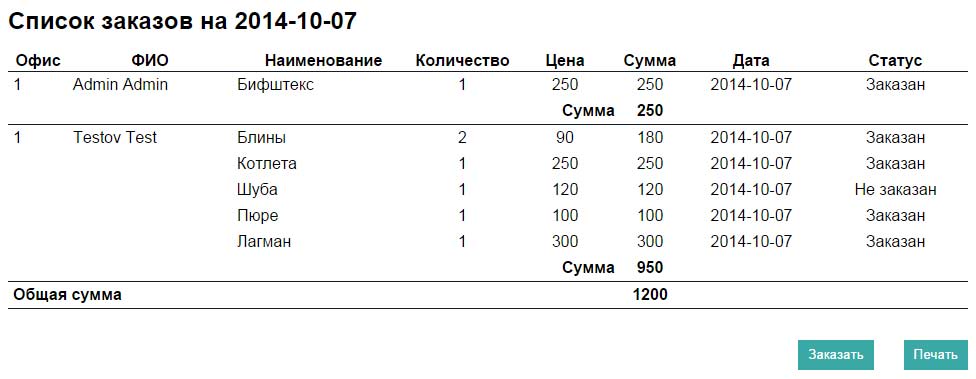 Список заказов на 2014-10-07
Офис ФИО Наименование Количество Цена Сумма Дата Статус
1 Admin Admin Бифштекс 1 250 250 2014-10-07 Заказан
Сумма 250
1 Testov Test Блины 2 90 180 2014-10-07 Заказан
Котлета 1 250 250 2014-10-07 Заказан
Шуба 1 120 120 2014-10-07 Не заказан
Пюре 1 100 100 2014-10-07 Заказан
Лагман 1 300 300 2014-10-07 Заказан
Сумма 950
Общая сумма 1200
Заказать Печать